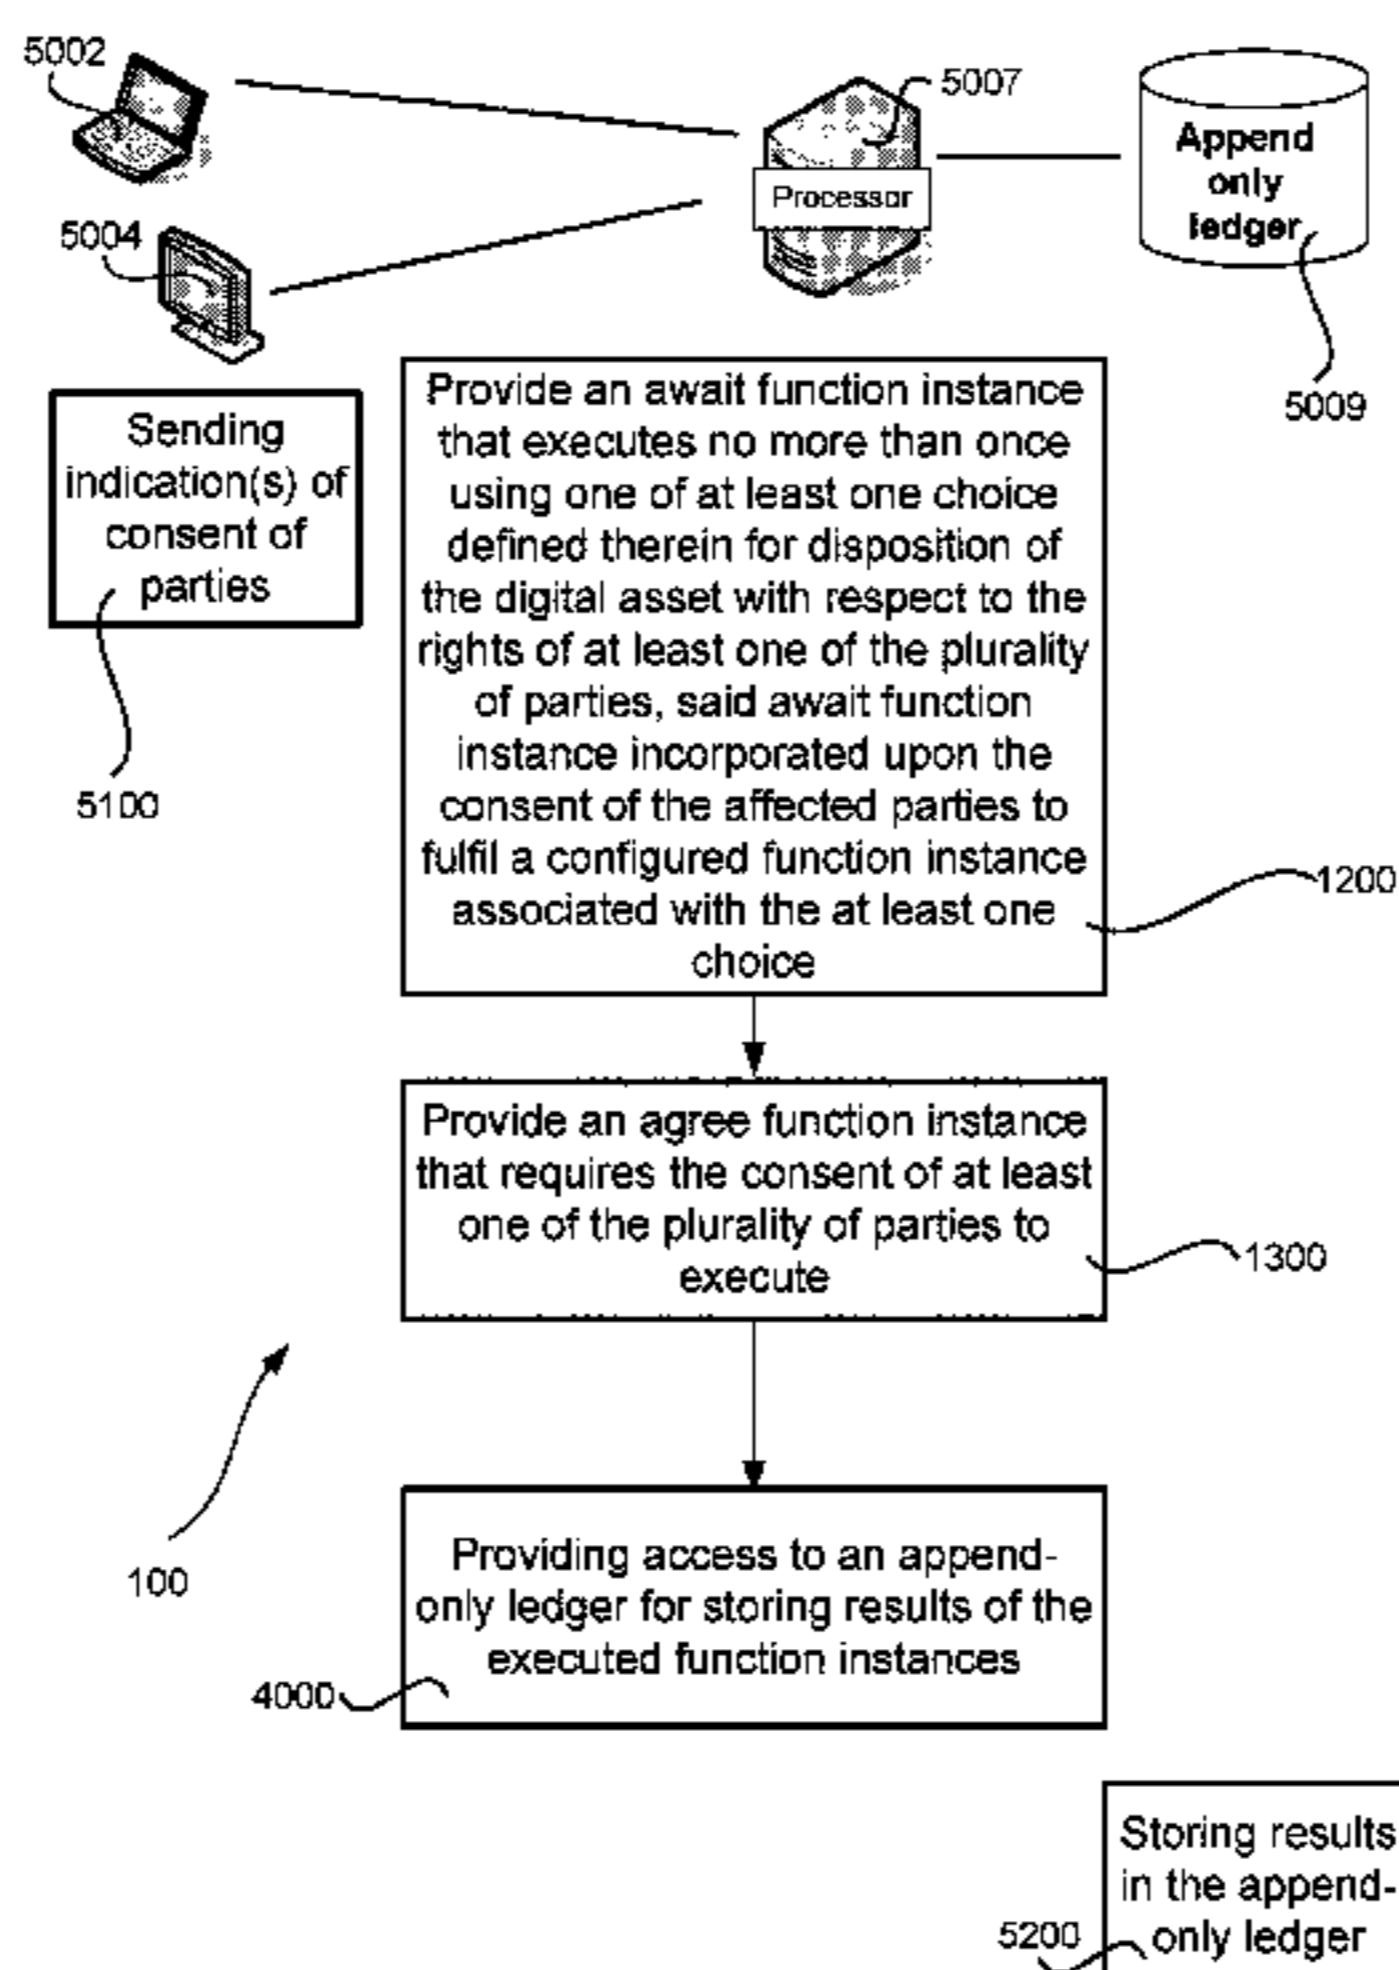 5002
5007
Append
only
ledger
Processor
5004
5009
Sending
indication(s) of
consent of
parties
5100
Provide an await function instance
that executes no more than once
using one of at least one choice
defined therein for disposition of
the digital asset with respect to the
rights of at least one of the plurality
of parties, said await function
instance incorporated upon the
consent of the affected parties to
fulfil a configured function instance
associated with the at least one
choice
1200
Provide an agree function instance
that requires the consent of at least
one of the plurality of parties to
execute
1300
100
Providing access to an append-
only ledger for storing results of the
executed function instances
4000
Storing results
in the append-
only ledger
5200